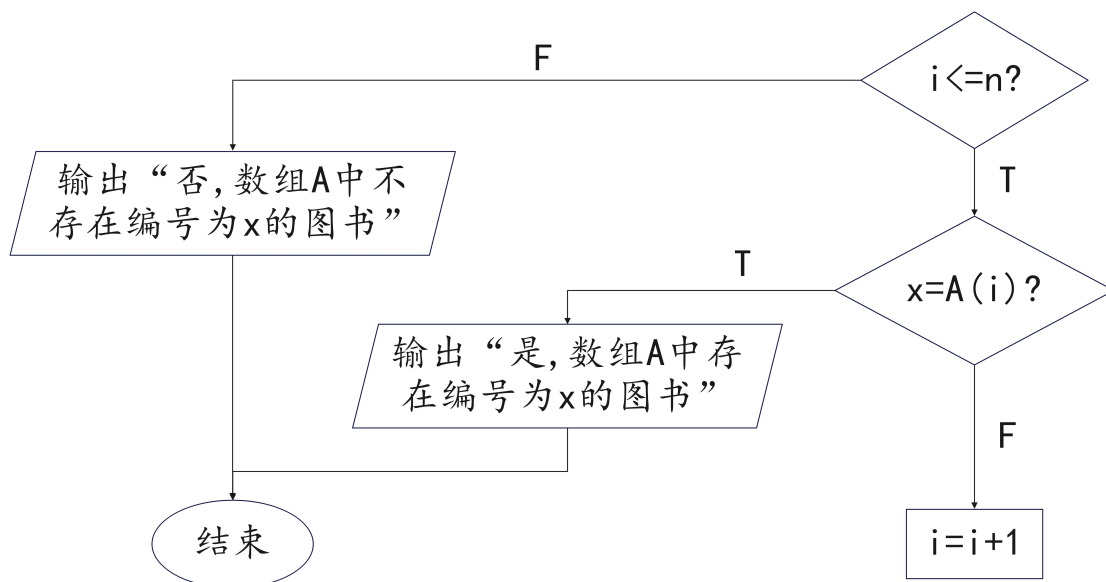 F
i<=n?
输出“否,数组A中不
存在编号为x的图书”
T
T
x=A(i)?
输出“是,数组A中存
在编号为x的图书”
F
结束
i=i+1